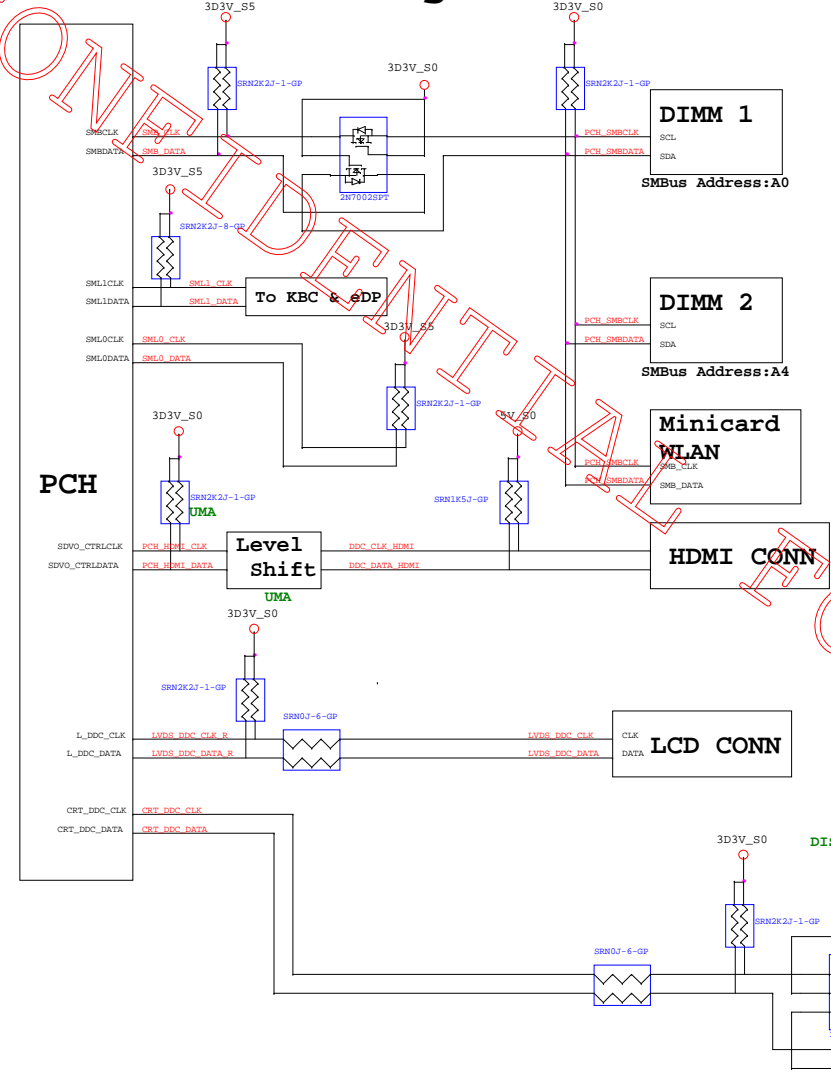 3D3V_S5
3D3V_S0
SRN2K2J-1-GP
3D3V_S0
SRN2K2J-1-GP
DIMM 1
SMBCLK
SMB_CLK
PCH_SMBCLK
SCL
SMBDATA
SMB_DATA
PCH_SMBDATA
SDA
3D3V_S5
SMBus Address:A0
2N7002SPT
SRN2K2J-8-GP
SML1CLK
SML1_CLK
SML1DATA
SML1_DATA
To KBC & eDP
DIMM 2
PCH_SMBCLK
SCL
3D3V_S5
SML0CLK
SML0_CLK
PCH_SMBDATA
SDA
SML0DATA
SML0_DATA
SMBus Address:A4
SRN2K2J-1-GP
3D3V_S0
5V_S0
Minicard
WLAN
PCH_SMBCLK
SMB_CLK
PCH_SMBDATA
SMB_DATA
PCH
SRN2K2J-1-GP
UMA
SRN1K5J-GP
SDVO_CTRLCLK
PCH_HDMI_CLK
Level
Shift
DDC_CLK_HDMI
HDMI CONN
SDVO_CTRLDATA
PCH_HDMI_DATA
DDC_DATA_HDMI
UMA
3D3V_S0
SRN2K2J-1-GP
SRN0J-6-GP
L_DDC_CLK
LVDS_DDC_CLK_R
LVDS_DDC_CLK
CLK
L_DDC_DATA
LVDS_DDC_DATA_R
LVDS_DDC_DATA
DATA
LCD CONN
CRT_DDC_CLK
CRT_DDC_CLK
CRT_DDC_DATA
CRT_DDC_DATA
3D3V_S0
DIS
SRN2K2J-1-GP
SRN0J-6-GP
ONE IDENTIAL